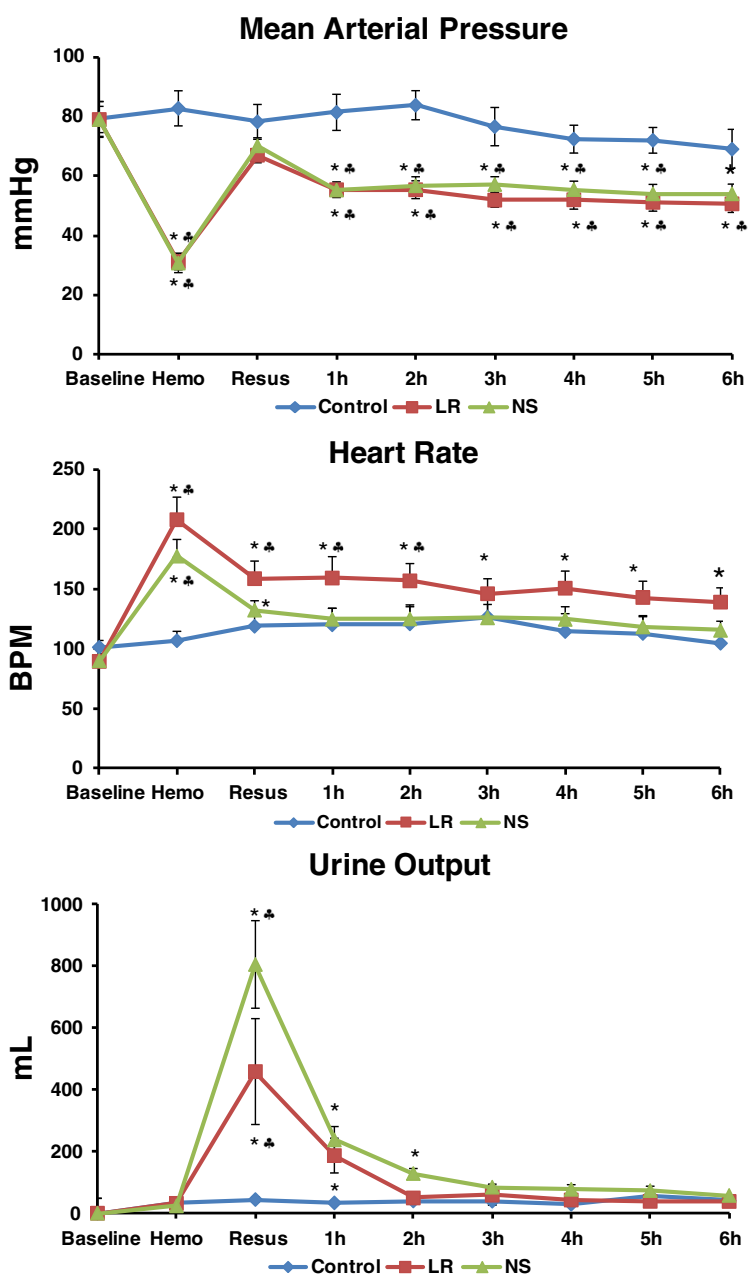 Mean Arterial Pressure
100
80
60
40
20
0
mmHg
* ♣ * ♣ * ♣ * ♣ * ♣ *
* ♣ * ♣ * ♣ * ♣ * ♣ * ♣
* ♣
* ♣
Baseline Hemo Resus 1h 2h 3h 4h 5h 6h
Control LR NS
Heart Rate
250
200
150
100
50
0
BPM
* ♣
* ♣ * ♣ * ♣ * * * *
* ♣
*
Baseline Hemo Resus 1h 2h 3h 4h 5h 6h
Control LR NS
Urine Output
1000
800
600
400
200
0
mL
* ♣
*
* ♣
*
*
Baseline Hemo Resus 1h 2h 3h 4h 5h 6h
Control LR NS